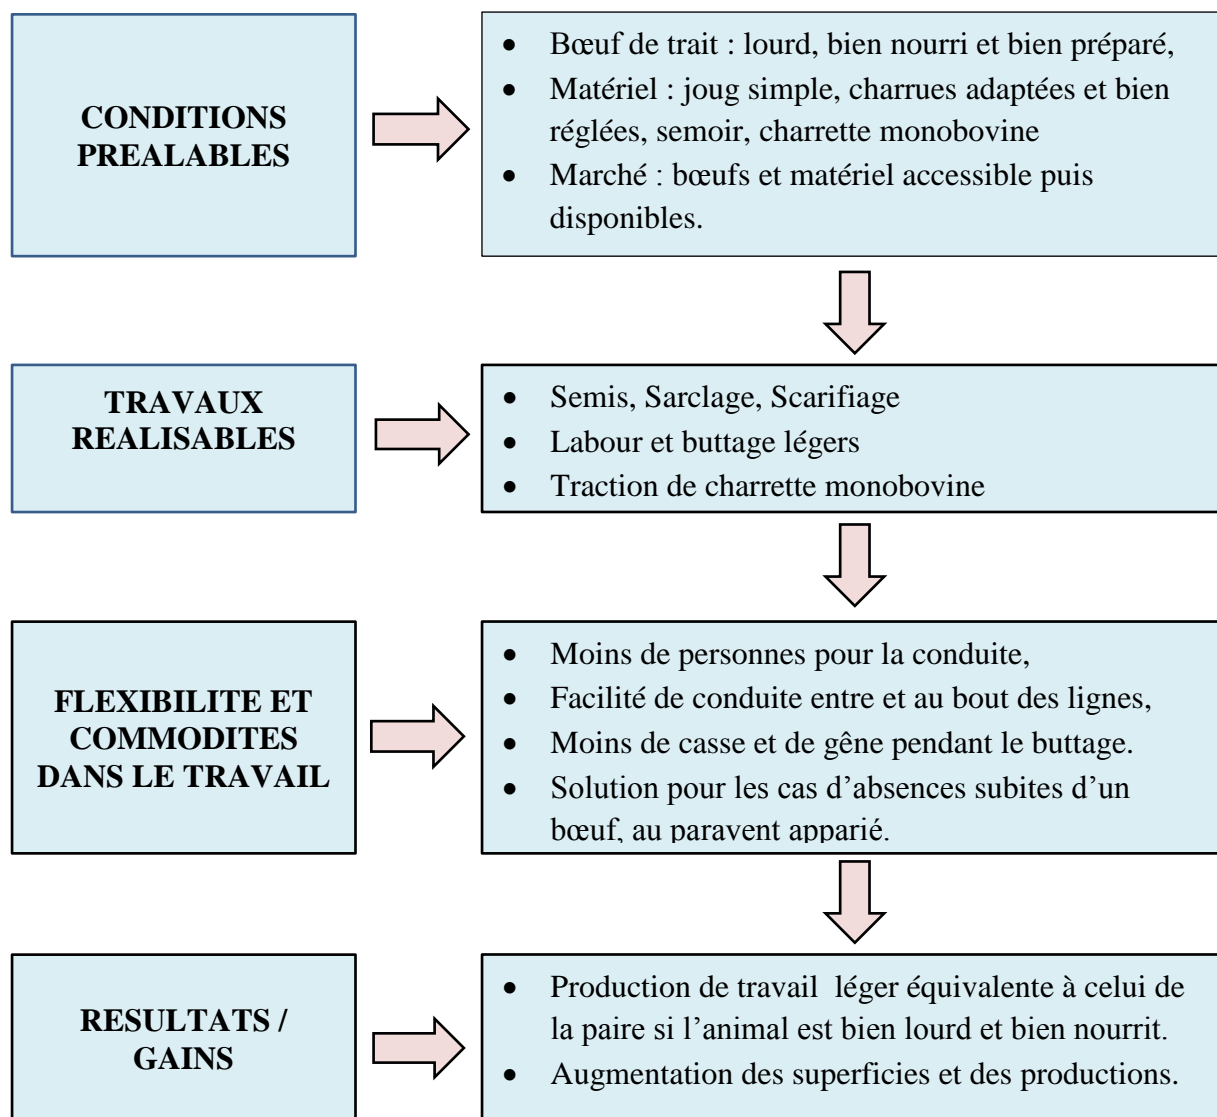 CONDITIONS
PREALABLES
• Bœuf de trait : lourd, bien nourri et bien préparé,
• Matériel : joug simple, charrues adaptées et bien
réglées, semoir, charrette monobovine
• Marché : bœufs et matériel accessible puis
disponibles.
TRAVAUX
REALISABLES
• Semis, Sarclage, Scarifiage
• Labour et buttage légers
• Traction de charrette monobovine
FLEXIBILITE ET
COMMODITES
DANS LE TRAVAIL
• Moins de personnes pour la conduite,
• Facilité de conduite entre et au bout des lignes,
• Moins de casse et de gêne pendant le buttage.
• Solution pour les cas d’absences subites d’un
bœuf, au paravent apparié.
RESULTATS /
GAINS
• Production de travail léger équivalente à celui de
la paire si l’animal est bien lourd et bien nourrit.
• Augmentation des superficies et des productions.